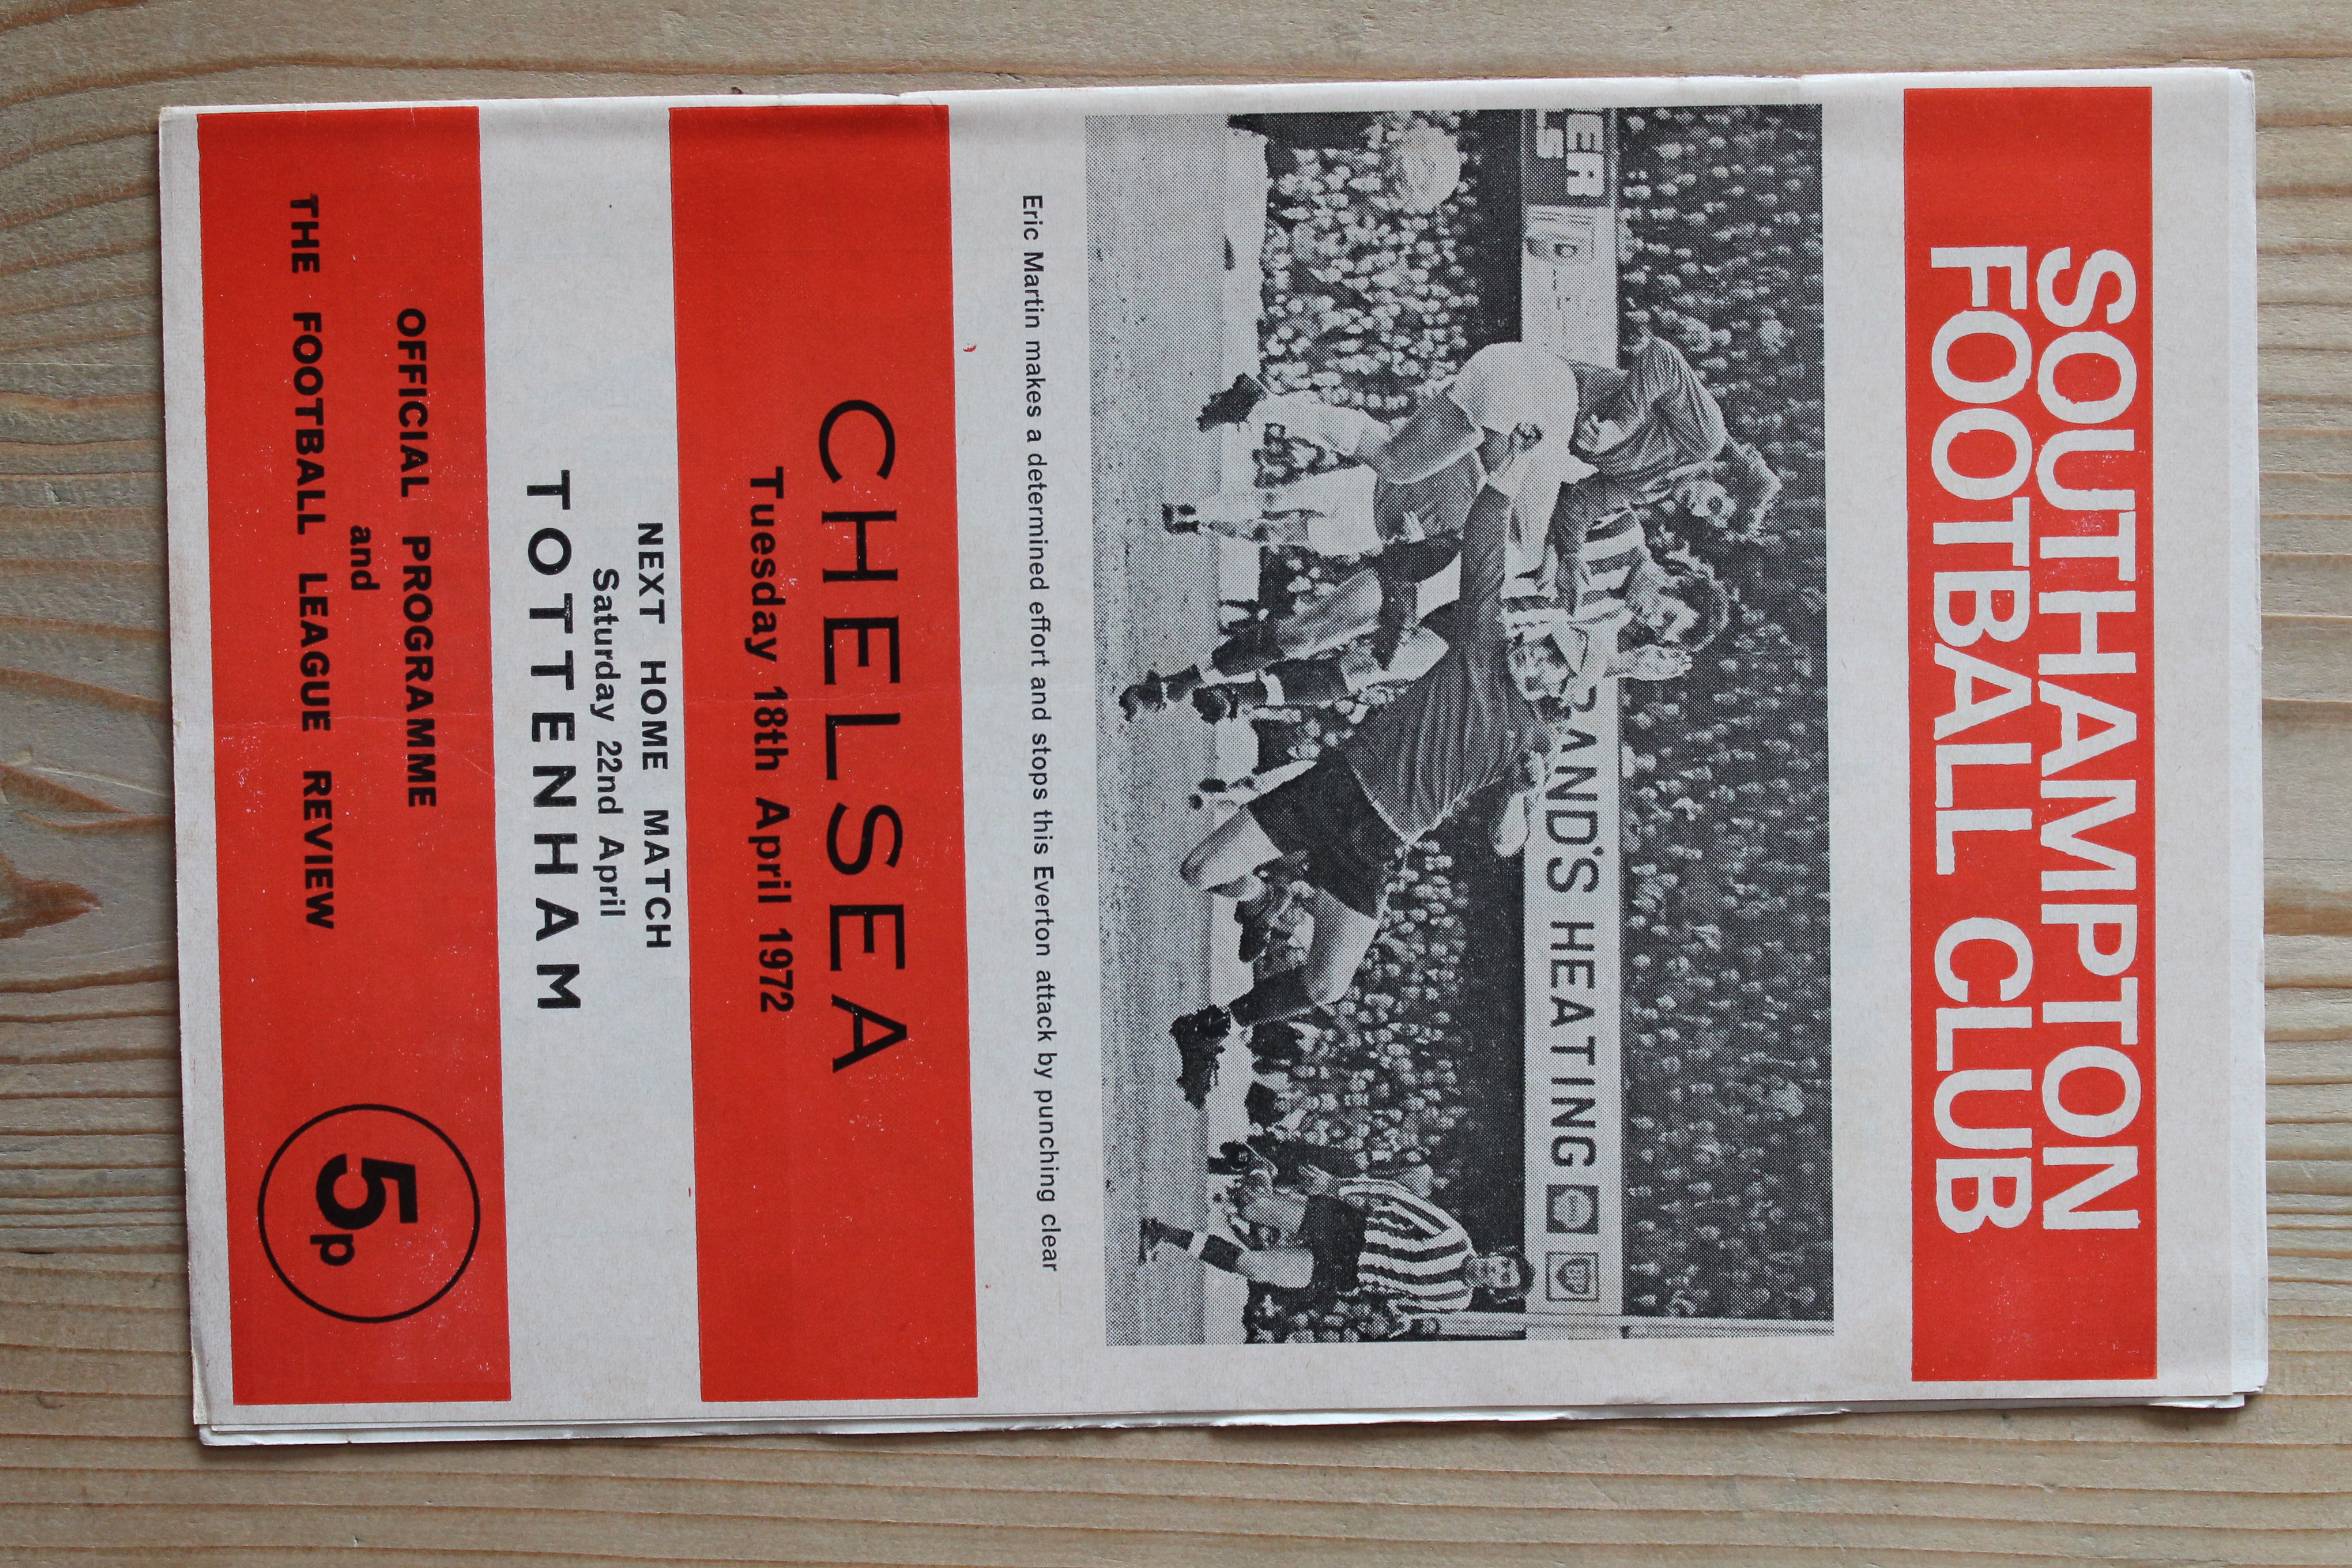 SOUTHAMPTON
FOOTBALL CLUB
AND'S HEATING
BP
Eric Martin makes a determined effort and stops this Everton attack by punching clear
CHELSEA
Tuesday 18th April 1972
NEXT HOME MATCH
Saturday 22nd April
TOTTENHAM
OFFICIAL PROGRAMME
and
THE FOOTBALL LEAGUE REVIEW
5p